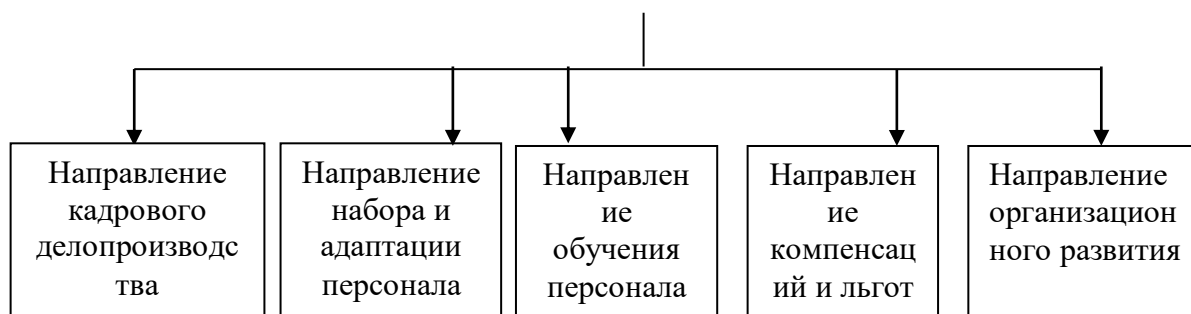 Направление
кадрового
делопроизводс
тва
Направление
набора и
адаптации
персонала
Направлен
ие
обучения
персонала
Направлен
ие
компенсац
ий и льгот
Направление
организацион
ного развития